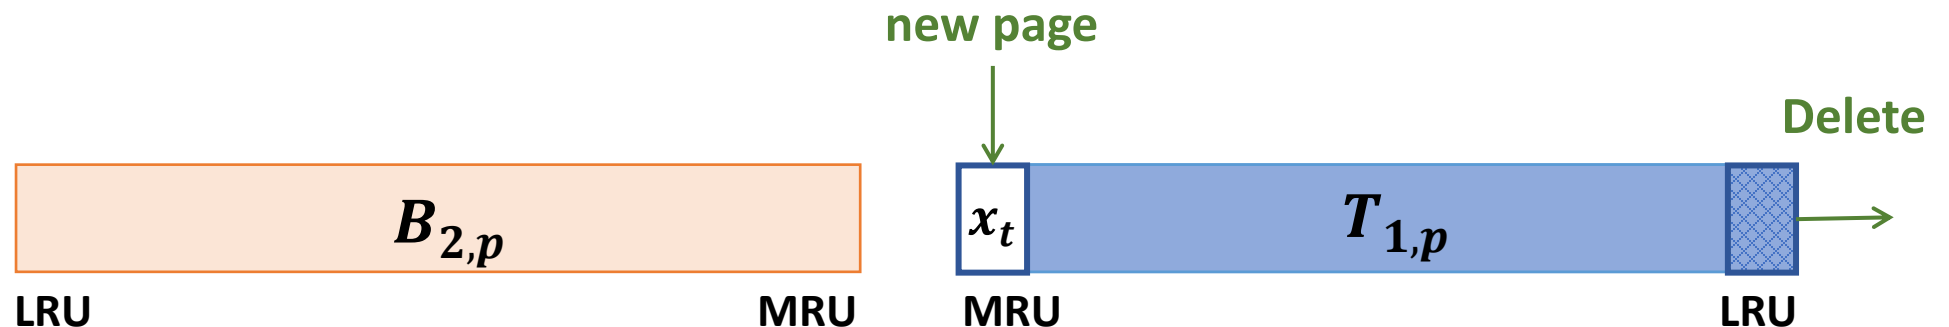 new page
Delete
B₂,ₚ
xₜ
T₁,ₚ
LRU
MRU
MRU
LRU